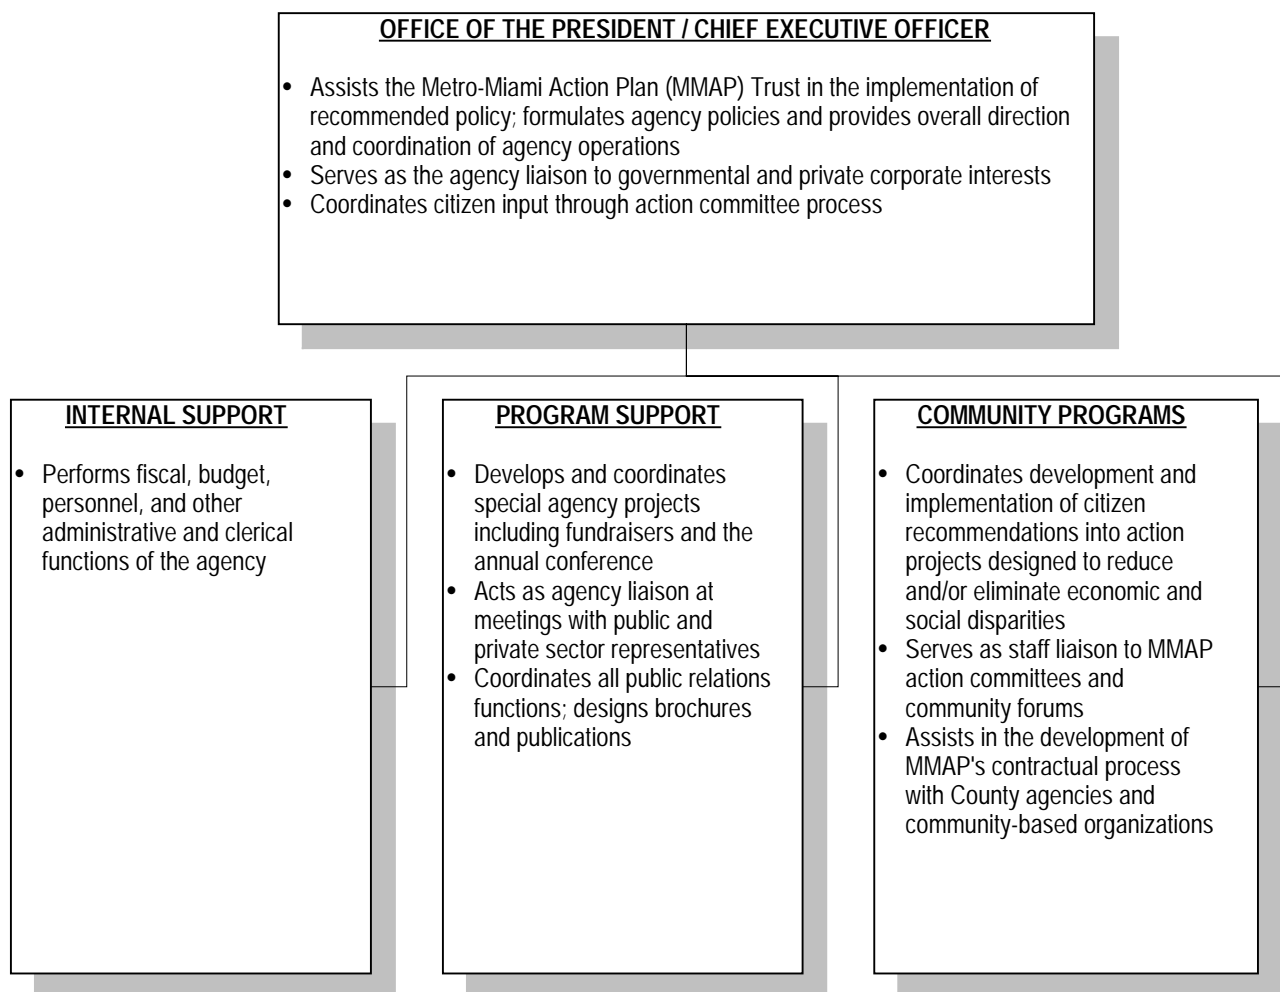 OFFICE OF THE PRESIDENT / CHIEF EXECUTIVE OFFICER
• Assists the Metro-Miami Action Plan (MMAP) Trust in the implementation of
recommended policy; formulates agency policies and provides overall direction
and coordination of agency operations
• Serves as the agency liaison to governmental and private corporate interests
• Coordinates citizen input through action committee process
INTERNAL SUPPORT
• Performs fiscal, budget,
personnel, and other
administrative and clerical
functions of the agency
PROGRAM SUPPORT
• Develops and coordinates
special agency projects
including fundraisers and the
annual conference
• Acts as agency liaison at
meetings with public and
private sector representatives
• Coordinates all public relations
functions; designs brochures
and publications
COMMUNITY PROGRAMS
• Coordinates development and
implementation of citizen
recommendations into action
projects designed to reduce
and/or eliminate economic and
social disparities
• Serves as staff liaison to MMAP
action committees and
community forums
• Assists in the development of
MMAP's contractual process
with County agencies and
community-based organizations